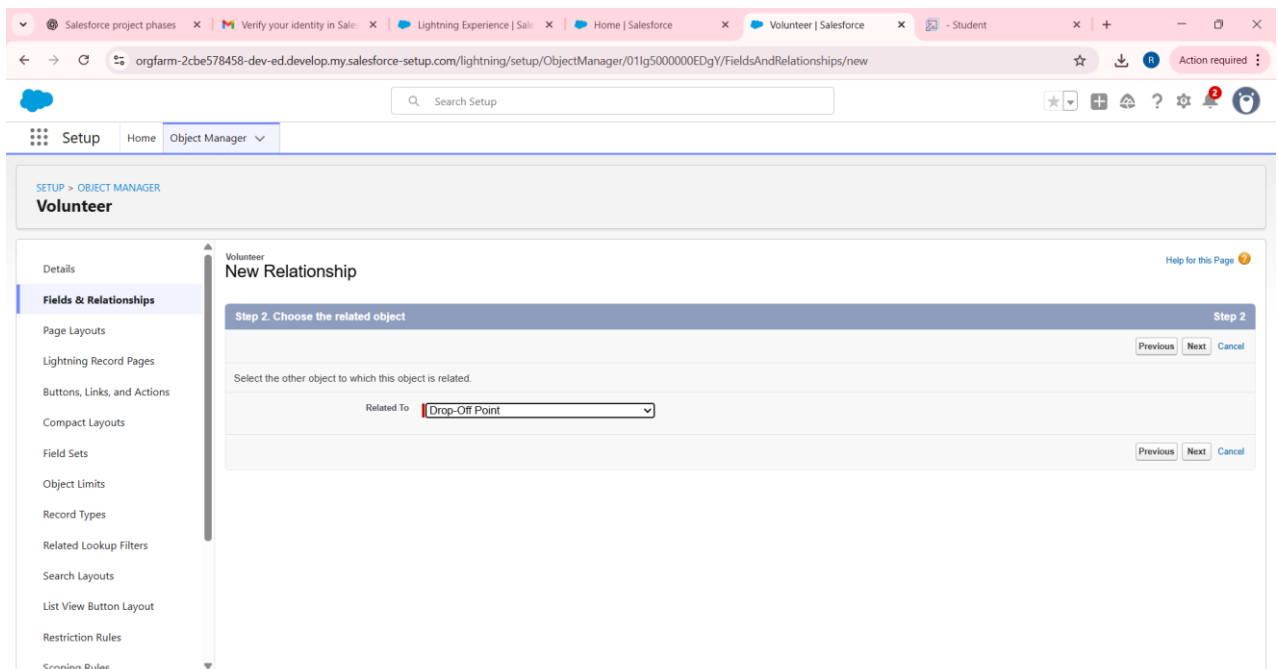 Salesforce project phases
Verify your identity in Sale
Lightning Experience | Sale
Home | Salesforce
Volunteer | Salesforce
- Student
orgfarm-2cbe578458-dev-ed.develop.my.salesforce-setup.com/lightning/setup/ObjectManager/01Ig5000000EDgY/FieldsAndRelationships/new
R
Action required
Search Setup
2
Setup
Home
Object Manager
SETUP > OBJECT MANAGER
Volunteer
Details
Fields & Relationships
Page Layouts
Lightning Record Pages
Buttons, Links, and Actions
Compact Layouts
Field Sets
Object Limits
Record Types
Related Lookup Filters
Search Layouts
List View Button Layout
Restriction Rules
Scoping Rules
Volunteer
New Relationship
Help for this Page
Step 2. Choose the related object Step 2
Previous Next Cancel
Select the other object to which this object is related.
Related To Drop-Off Point
Previous Next Cancel